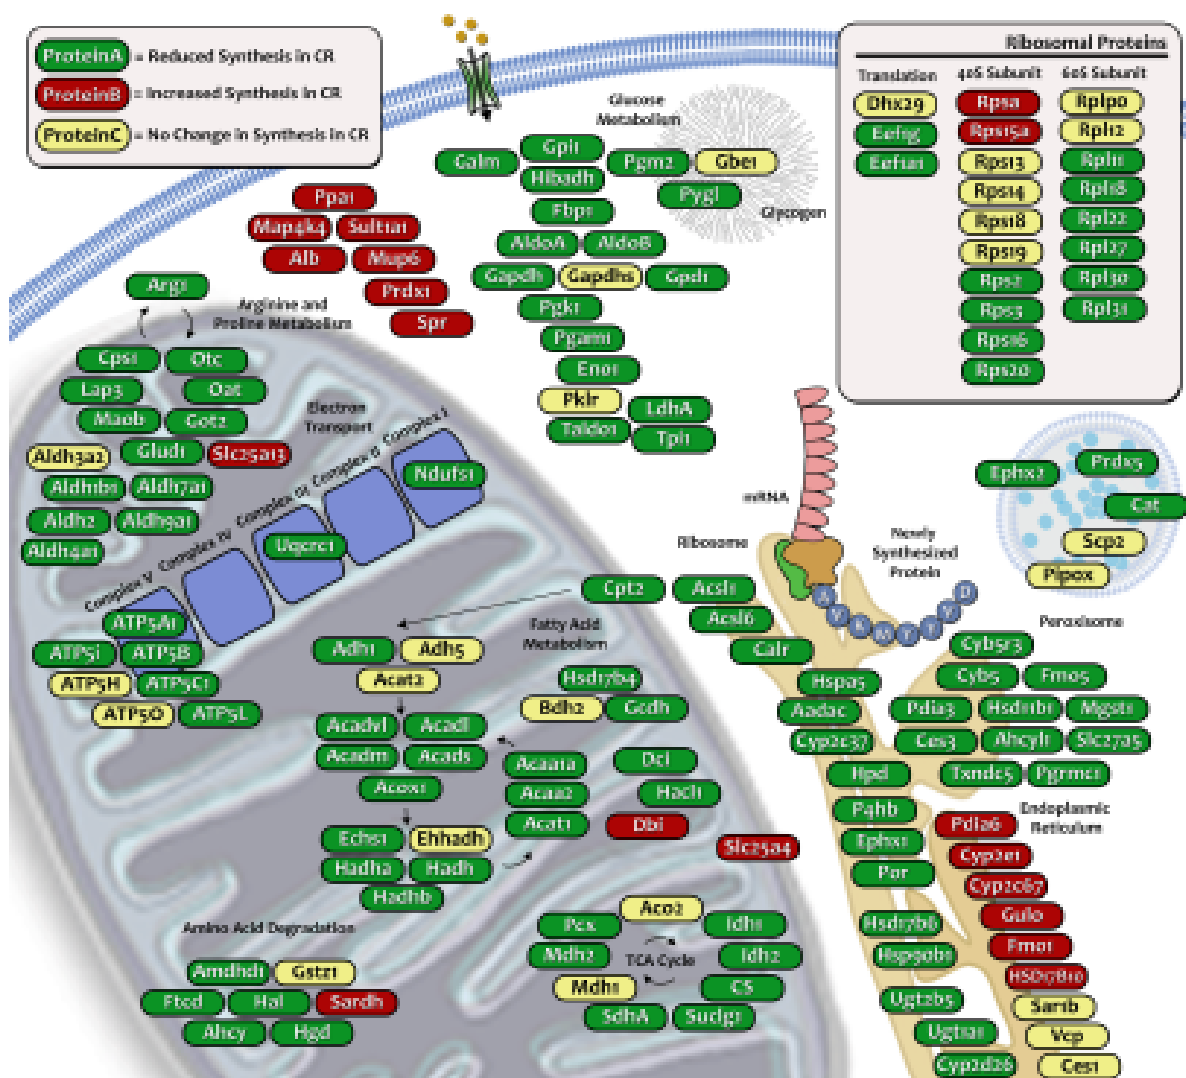 ProteinA = Reduced Synthesis in CR
ProteinB = Increased Synthesis in CR
ProteinC = No Change in Synthesis in CR
Ribosomal Proteins
Translation
40S Subunit
60S Subunit
Dhx29 Rpsa Rplp0
Eef1g Rps15a Rpl12
Eef1a1 Rps13 Rpl11
Rps14 Rpl18
Rps18 Rpl22
Rps19 Rpl27
Rps2 Rpl30
Rps3 Rpl31
Rps16
Rps20
Glucose
Metabolism
Gpi1
Galm Pgm2 Gbe1
Hibadh
Pygl
Fbp1
Glycogen
AldoA AldoB
Gapdh Gapdhs Gpd1
Pgk1
Pgam1
Eno1
Pklr
LdhA
Taldo1
Tpi1
Ppa1
Map4k4 Sult1a1
Alb Mup6
Prdx1
Spr
Arg1
Arginine and
Proline Metabolism
Cps1 Otc
Lap3 Oat
Maob Got2
Aldh3a2 Glud1 Slc25a13
Aldh1b1 Aldh7a1
Aldh2 Aldh9a1
Aldh4a1
Electron
Transport
Complex I
Complex II
Complex III
Complex IV
Complex V
Ndufs1
Uqcrc1
ATP5A1
ATP5i ATP5B
ATP5H ATP5C1
ATP5O ATP5L
mRNA
Ribosome
Newly
Synthesized
Protein
Ephx2 Prdx5
Cat
Scp2
Pipox
Peroxisome
Cpt2 Acsl1
Acsl6
Calr
Fatty Acid
Metabolism
Adh1 Adh5
Acat2
Hsd17b4
Bdh2 Gcdh
Acadvl Acadl
Acadm Acads
Acox1
Acaa1a
Acaa2
Acat1
Dci
Hacl1
Dbi
Slc25a4
Echs1 Ehhadh
Hadha Hadh
Hadhb
Cyb5r3
Hspa5 Cyb5 Fmo5
Aadac Pdia3 Hsd11b1 Mgst1
Cyp2c37 Ces3 Ahcyl1 Slc27a5
Hpd Txndc5 Pgrmc1
Endoplasmic
Reticulum
P4hb Pdia6
Ephx1 Cyp2e1
Por Cyp2c67
Gulo
Hsd17b6 Fmo1
Hsp90b1 HSD17B10
Ugt2b5 Sar1b
Ugt1a1 Vcp
Cyp2d26 Ces1
Amino Acid Degradation
Amdhd1 Gstz1
Ftcd Hal Sardh
Ahcy Hgd
Aco2
Pcx Idh1
Mdh2 TCA Cycle Idh2
Mdh1 CS
SdhA Suclg1